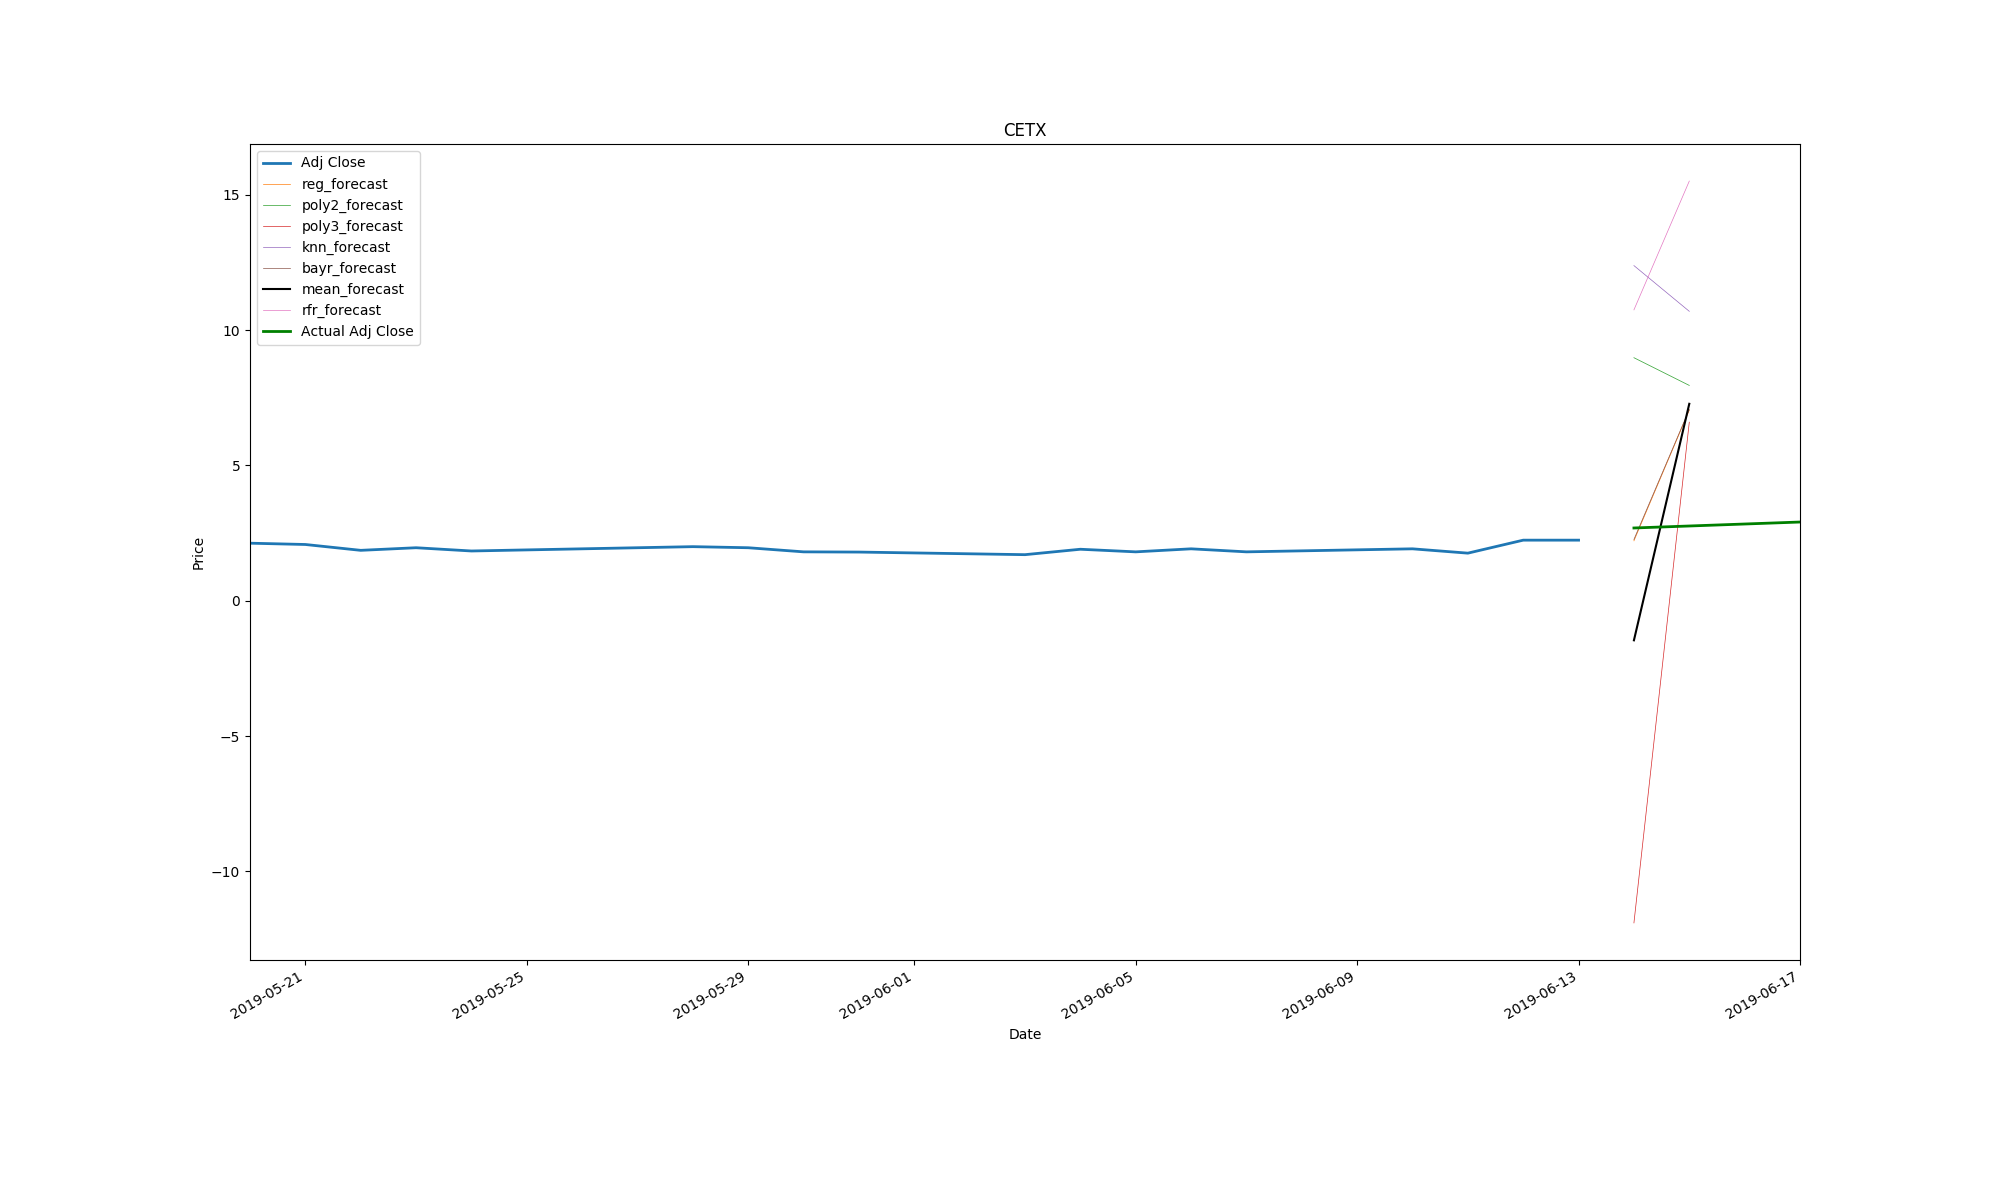 CETX
Adj Close
reg_forecast
poly2_forecast
poly3_forecast
knn_forecast
bayr_forecast
mean_forecast
rfr_forecast
Actual Adj Close
15
10
5
0
−5
−10
Price
2019-05-21
2019-05-25
2019-05-29
2019-06-01
2019-06-05
2019-06-09
2019-06-13
2019-06-17
Date